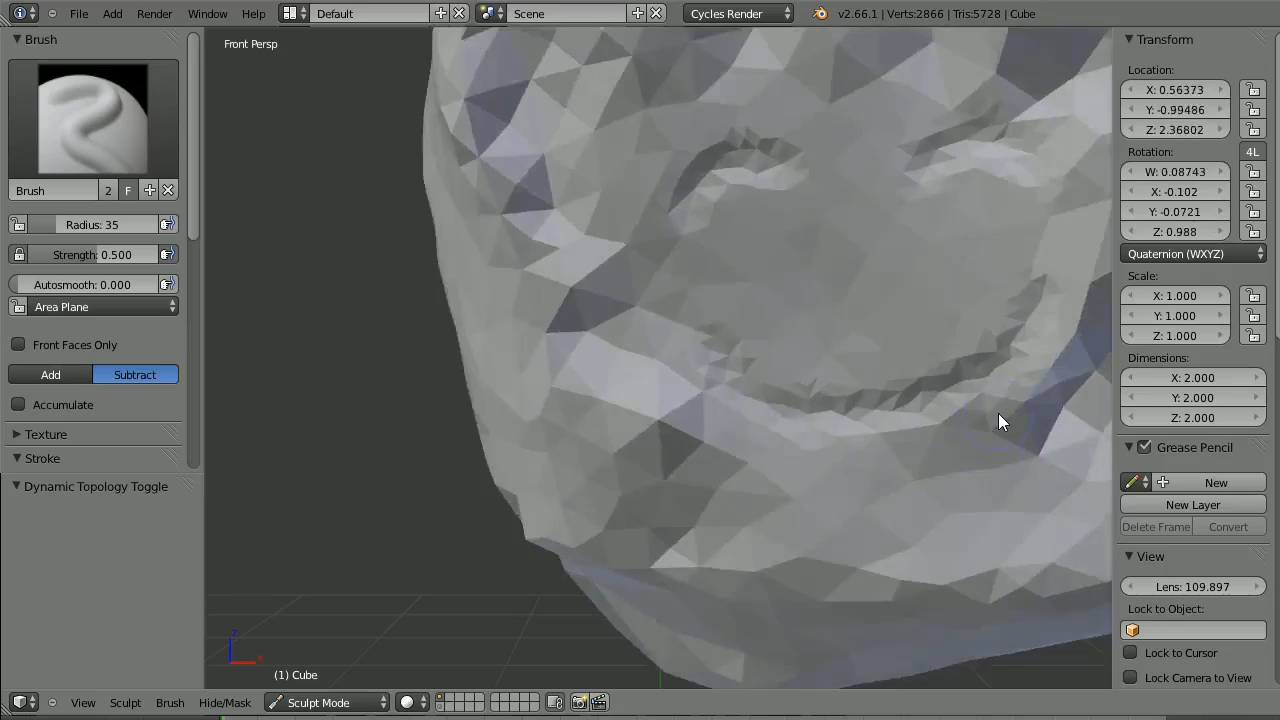 File Add Render Window Help Default Scene Cycles Render v2.66.1 | Verts:2866 | Tris:5728 | Cube
Brush
Brush 2 F
Radius: 35
Strength: 0.500
Autosmooth: 0.000
Area Plane
Front Faces Only
Add Subtract
Accumulate
Texture
Stroke
Dynamic Topology Toggle
Front Persp
(1) Cube
Transform
Location:
X: 0.56373
Y: -0.99486
Z: 2.36802
Rotation: 4L
W: 0.08743
X: -0.102
Y: -0.0721
Z: 0.988
Quaternion (WXYZ)
Scale:
X: 1.000
Y: 1.000
Z: 1.000
Dimensions:
X: 2.000
Y: 2.000
Z: 2.000
Grease Pencil
New
New Layer
Delete Frame Convert
View
Lens: 109.897
Lock to Object:
Lock to Cursor
Lock Camera to View
View Sculpt Brush Hide/Mask Sculpt Mode